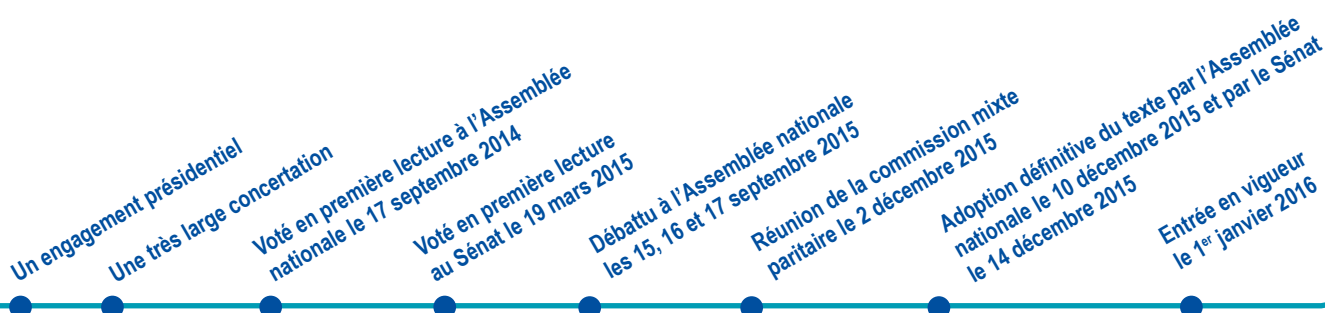 Un engagement présidentiel
Une très large concertation
Voté en première lecture à l'Assemblée
nationale le 17 septembre 2014
Voté en première lecture
au Sénat le 19 mars 2015
Débattu à l'Assemblée nationale
les 15, 16 et 17 septembre 2015
Réunion de la commission mixte
paritaire le 2 décembre 2015
Adoption définitive du texte par l'Assemblée
nationale le 10 décembre 2015 et par le Sénat
le 14 décembre 2015
Entrée en vigueur
le 1er janvier 2016